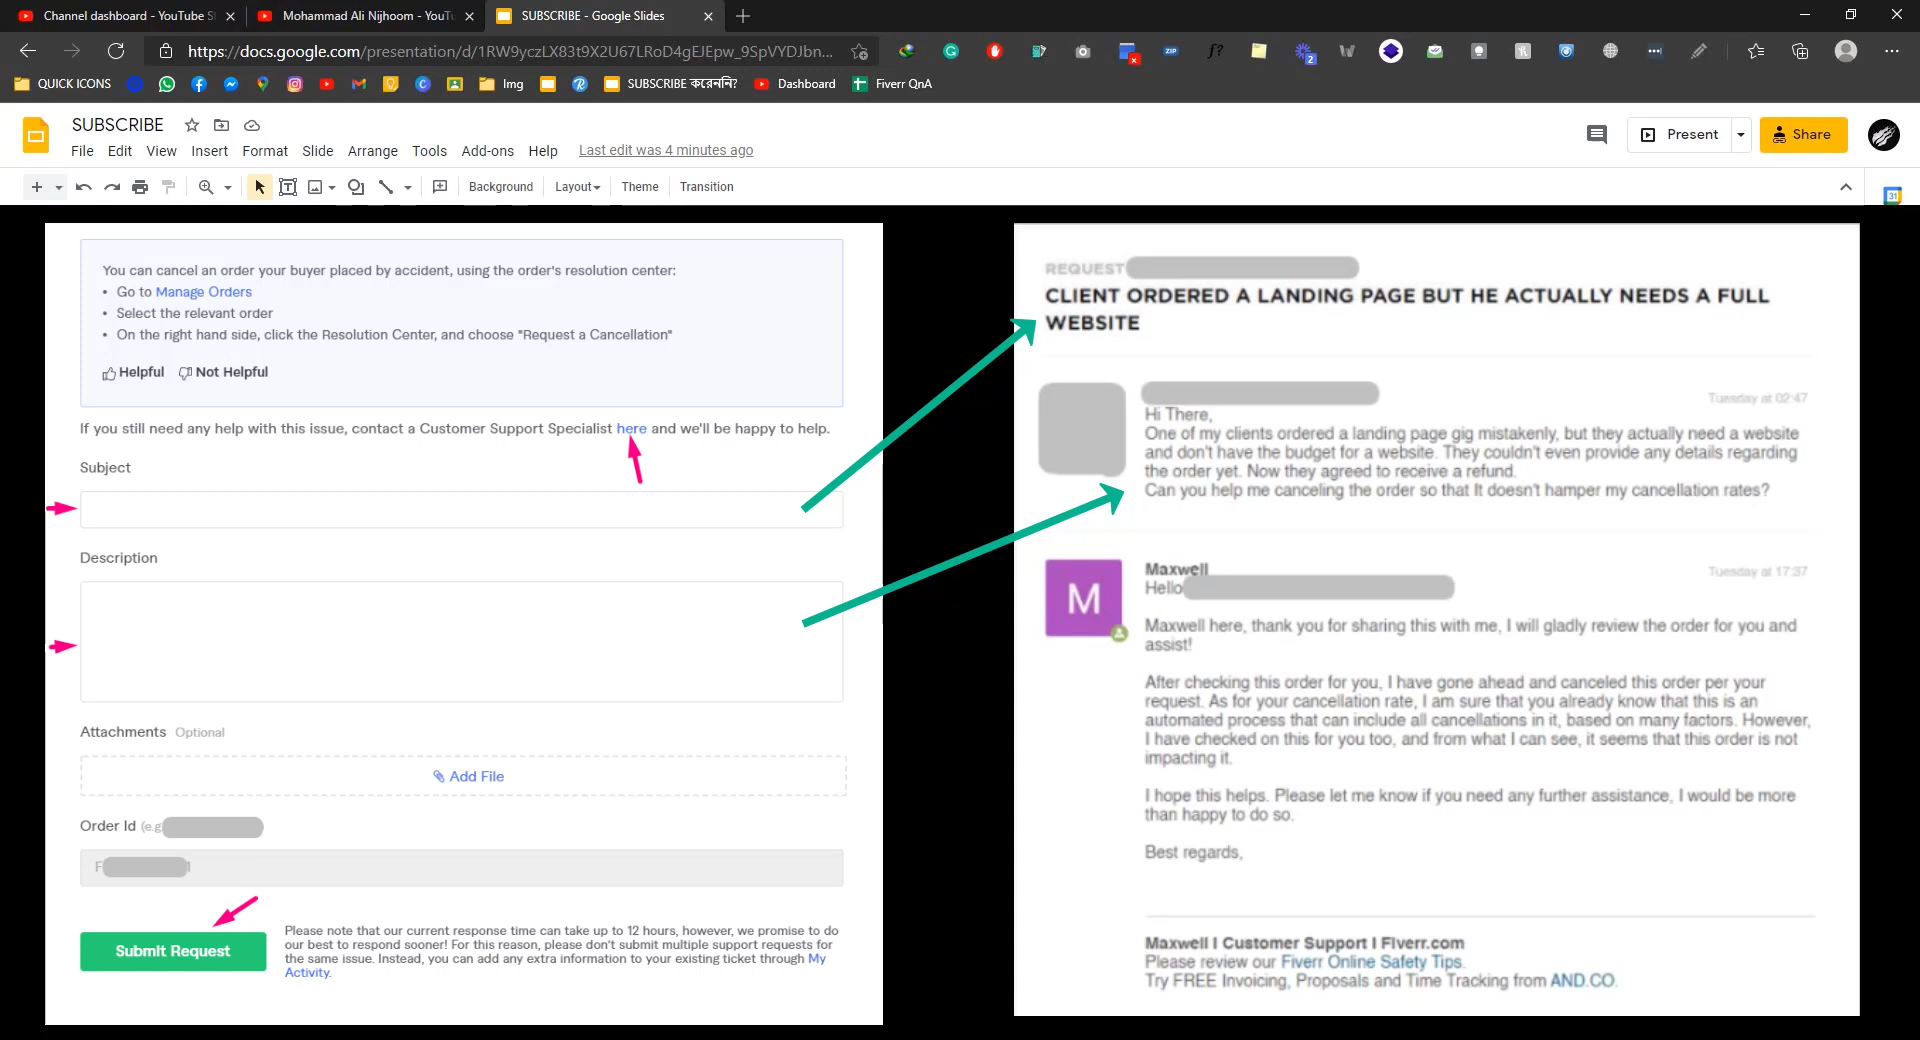 Channel dashboard - YouTube S
Mohammad Ali Nijhoom - YouTu
SUBSCRIBE - Google Slides
https://docs.google.com/presentation/d/1RW9yczLX83t9X2U67LRoD4gEJEpw_9SpVYDJbn...
ZIP
f?
2
QUICK ICONS
Img
SUBSCRIBE করেননি?
Dashboard
Fiverr QnA
SUBSCRIBE
File Edit View Insert Format Slide Arrange Tools Add-ons Help Last edit was 4 minutes ago
Present
Share
Background Layout Theme Transition
31
You can cancel an order your buyer placed by accident, using the order's resolution center:
• Go to Manage Orders
• Select the relevant order
• On the right hand side, click the Resolution Center, and choose "Request a Cancellation"
Helpful Not Helpful
If you still need any help with this issue, contact a Customer Support Specialist here and we'll be happy to help.
Subject
Description
Attachments Optional
Add File
Order Id (e.g
F
Submit Request
Please note that our current response time can take up to 12 hours, however, we promise to do
our best to respond sooner! For this reason, please don't submit multiple support requests for
the same issue. Instead, you can add any extra information to your existing ticket through My
Activity.
REQUEST
CLIENT ORDERED A LANDING PAGE BUT HE ACTUALLY NEEDS A FULL
WEBSITE
Tuesday at 02:47
Hi There,
One of my clients ordered a landing page gig mistakenly, but they actually need a website
and don't have the budget for a website. They couldn't even provide any details regarding
the order yet. Now they agreed to receive a refund.
Can you help me canceling the order so that It doesn't hamper my cancellation rates?
M
Maxwell
Tuesday at 17:37
Hello
Maxwell here, thank you for sharing this with me, I will gladly review the order for you and
assist!
After checking this order for you, I have gone ahead and canceled this order per your
request. As for your cancellation rate, I am sure that you already know that this is an
automated process that can include all cancellations in it, based on many factors. However,
I have checked on this for you too, and from what I can see, it seems that this order is not
impacting it.
I hope this helps. Please let me know if you need any further assistance, I would be more
than happy to do so.
Best regards,
Maxwell I Customer Support I Fiverr.com
Please review our Fiverr Online Safety Tips.
Try FREE Invoicing, Proposals and Time Tracking from AND.CO.